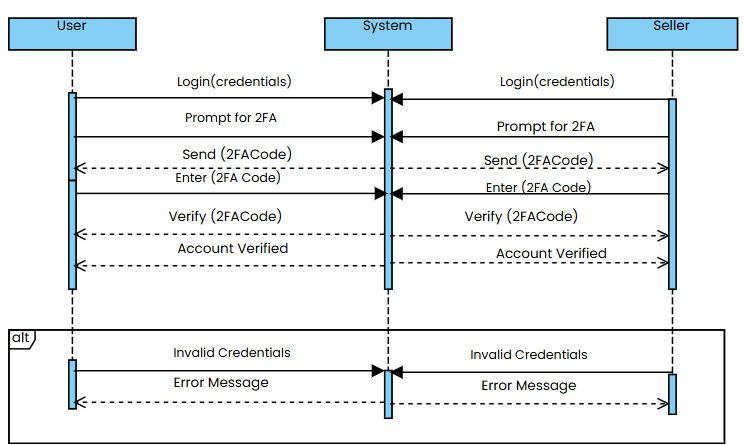 User
System
Seller
Login(credentials)
Login(credentials)
Prompt for 2FA
Prompt for 2FA
Send (2FACode)
Send (2FACode)
Enter (2FA Code)
Enter (2FA Code)
Verify (2FACode)
Verify (2FACode)
Account Verified
Account Verified
alt
Invalid Credentials
Invalid Credentials
Error Message
Error Message